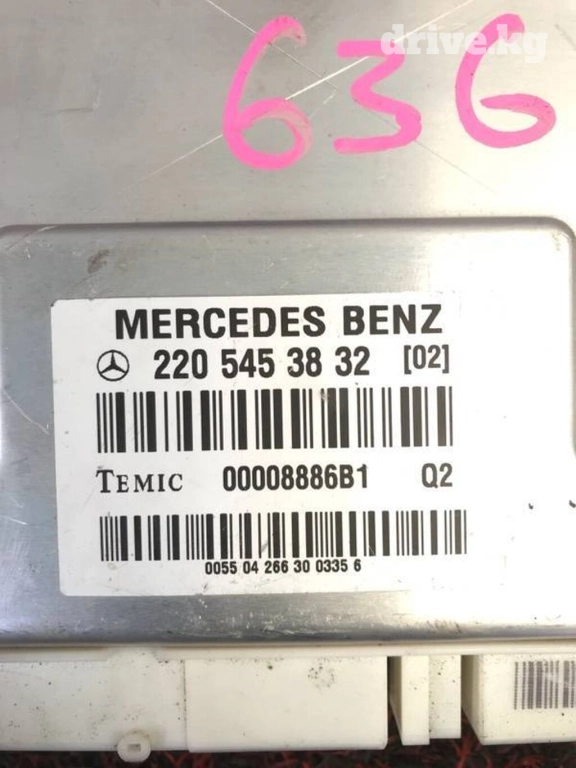 drive.kg
636
MERCEDES BENZ
220 545 38 32 [02]
TEMIC 00008886B1 Q2
0055 04 266 30 0335 6